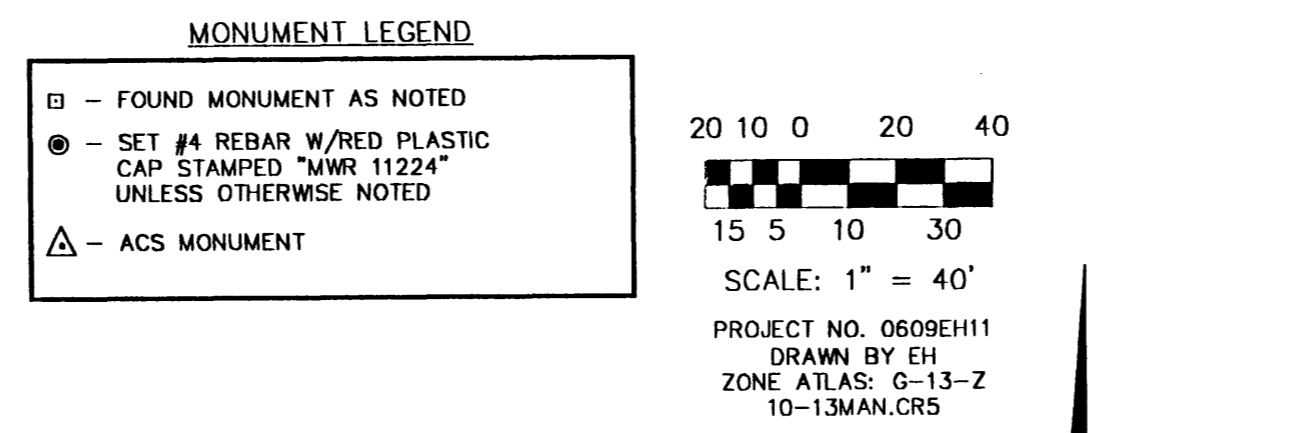 MONUMENT LEGEND
⊡ – FOUND MONUMENT AS NOTED
◉ – SET #4 REBAR W/RED PLASTIC
CAP STAMPED "MWR 11224"
UNLESS OTHERWISE NOTED
△ – ACS MONUMENT
20 10 0 20 40
15 5 10 30
SCALE: 1" = 40'
PROJECT NO. 0609EH11
DRAWN BY EH
ZONE ATLAS: G-13-Z
10-13MAN.CR5